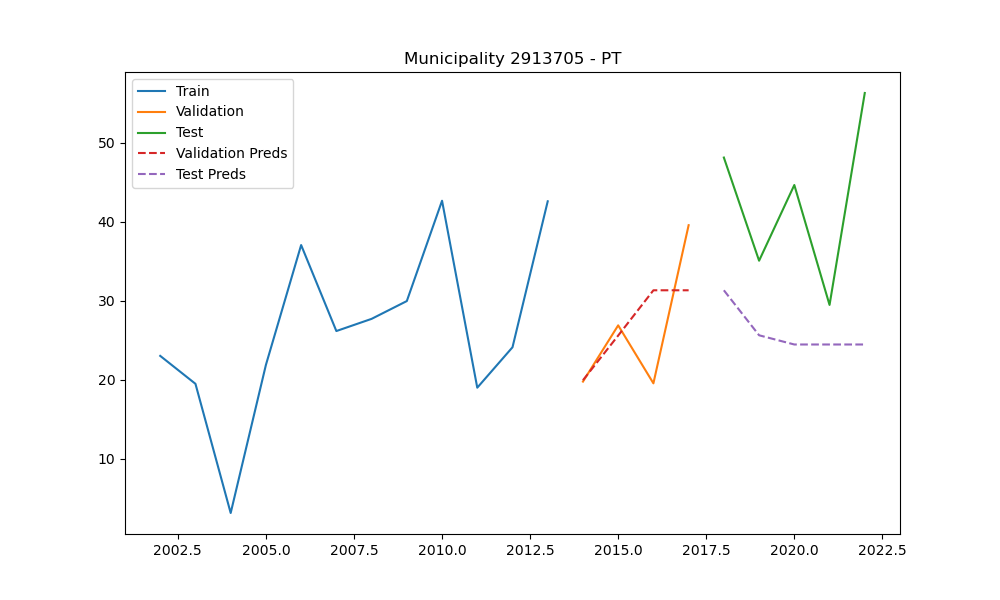 Municipality 2913705 - PT
Train
Validation
Test
Validation Preds
Test Preds
50
40
30
20
10
2002.5 2005.0 2007.5 2010.0 2012.5 2015.0 2017.5 2020.0 2022.5